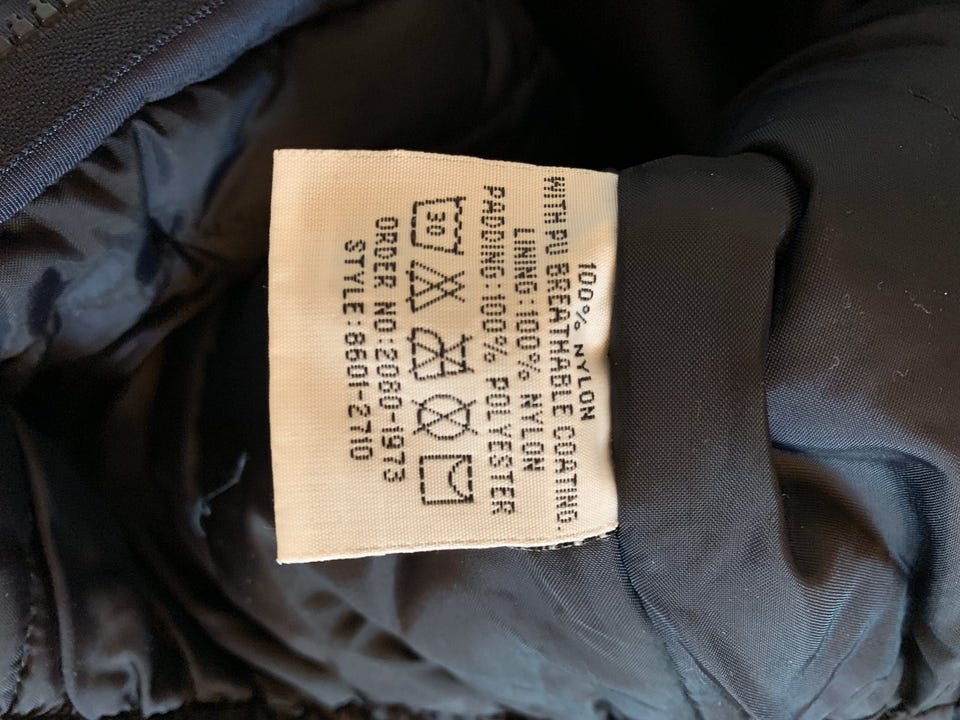 100% NYLON
WITH PU BREATHABLE COATING.
LINING:100% NYLON
PADDING:100% POLYESTER
30
ORDER NO:2080-1973
STYLE:8601-2710